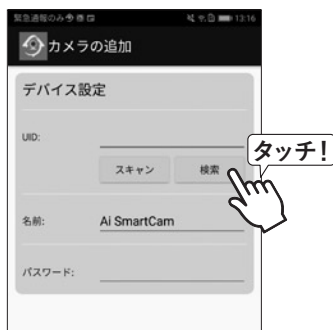 緊急通報のみ
13:16
カメラの追加
デバイス設定
UID:
スキャン
検索
タッチ!
名前:
Ai SmartCam
パスワード: